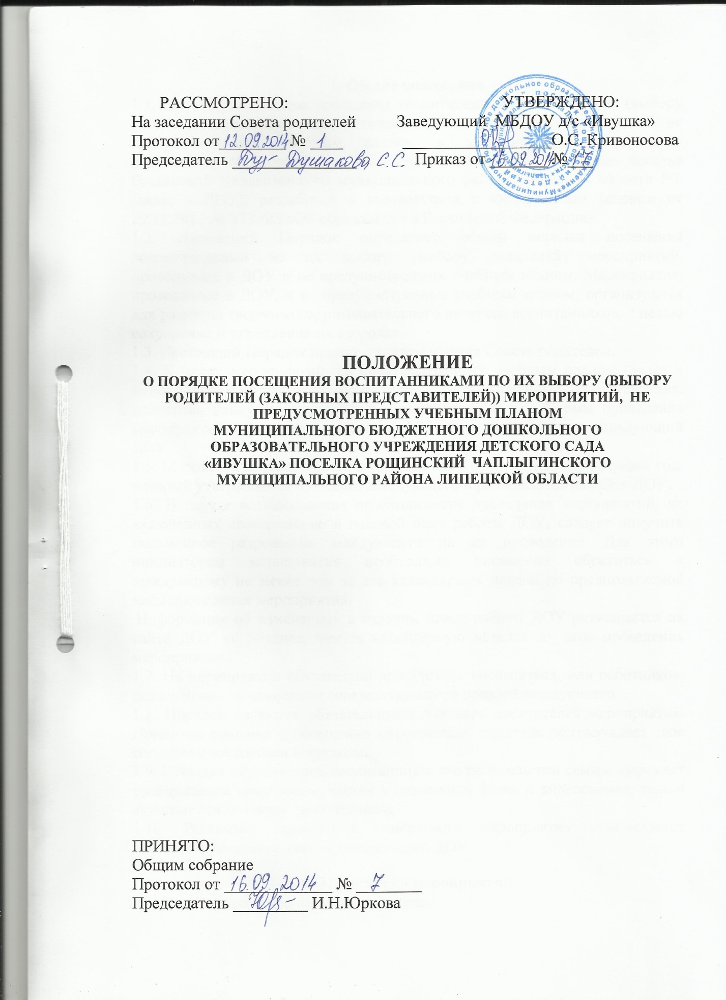 РАССМОТРЕНО:
На заседании Совета родителей
Протокол от 12.09.2014 № 1
Председатель Душакова С.С.
УТВЕРЖДЕНО:
Заведующий МБДОУ д/с «Ивушка»
О.С. Кривоносова
Приказ от 16.09.2014 № 17
ПОЛОЖЕНИЕ
О ПОРЯДКЕ ПОСЕЩЕНИЯ ВОСПИТАННИКАМИ ПО ИХ ВЫБОРУ (ВЫБОРУ
РОДИТЕЛЕЙ (ЗАКОННЫХ ПРЕДСТАВИТЕЛЕЙ)) МЕРОПРИЯТИЙ, НЕ
ПРЕДУСМОТРЕННЫХ УЧЕБНЫМ ПЛАНОМ
МУНИЦИПАЛЬНОГО БЮДЖЕТНОГО ДОШКОЛЬНОГО
ОБРАЗОВАТЕЛЬНОГО УЧРЕЖДЕНИЯ ДЕТСКОГО САДА
«ИВУШКА» ПОСЕЛКА РОЩИНСКИЙ ЧАПЛЫГИНСКОГО
МУНИЦИПАЛЬНОГО РАЙОНА ЛИПЕЦКОЙ ОБЛАСТИ
ПРИНЯТО:
Общим собрание
Протокол от 16.09. 2014 № 7
Председатель И.Н.Юркова